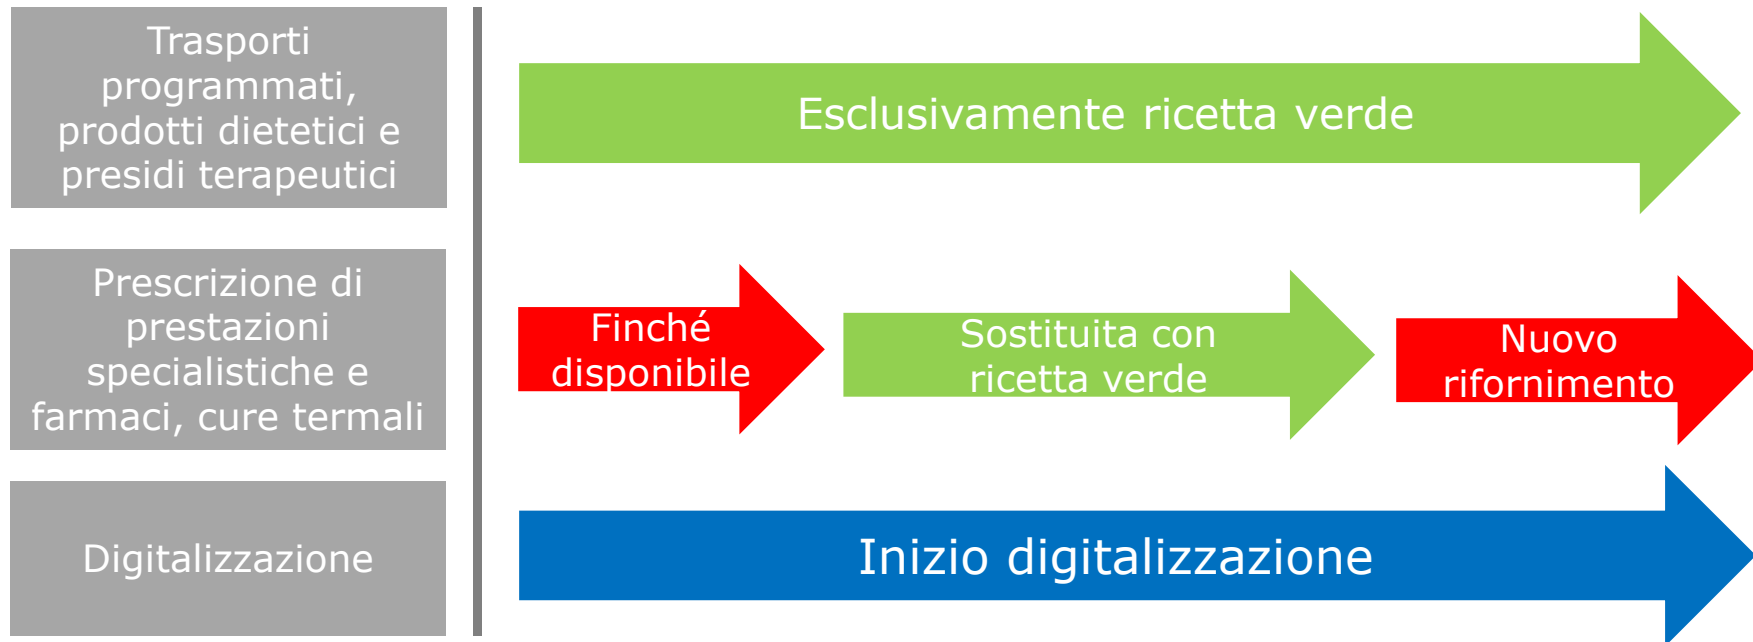 Trasporti
programmati,
prodotti dietetici e
presidi terapeutici
Esclusivamente ricetta verde
Prescrizione di
prestazioni
specialistiche e
farmaci, cure termali
Finché
disponibile
Sostituita con
ricetta verde
Nuovo
rifornimento
Digitalizzazione
Inizio digitalizzazione